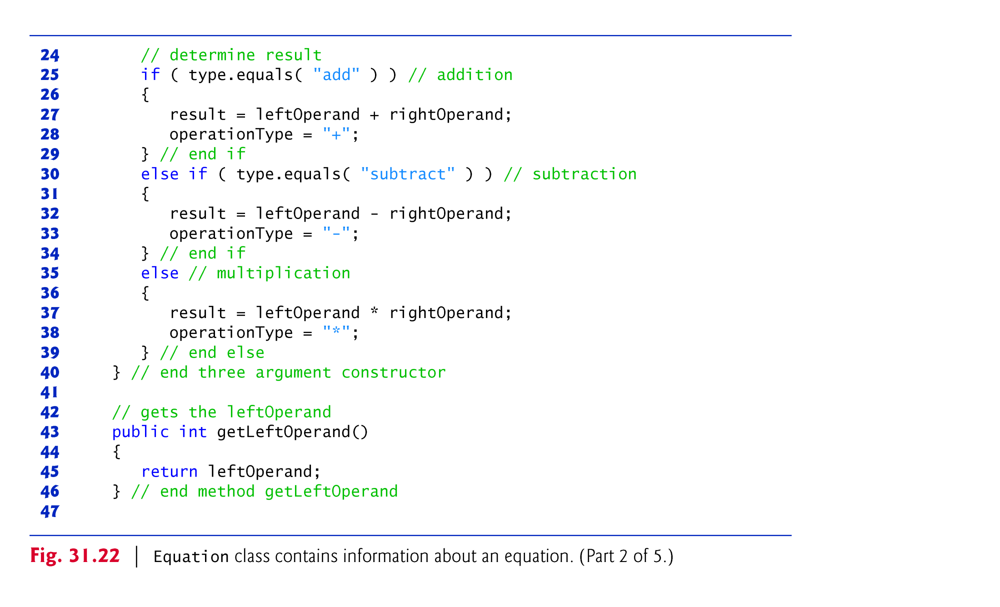 24 // determine result
25 if ( type.equals( "add" ) ) // addition
26 {
27 result = leftOperand + rightOperand;
28 operationType = "+";
29 } // end if
30 else if ( type.equals( "subtract" ) ) // subtraction
31 {
32 result = leftOperand - rightOperand;
33 operationType = "-";
34 } // end if
35 else // multiplication
36 {
37 result = leftOperand * rightOperand;
38 operationType = "*";
39 } // end else
40 } // end three argument constructor
41
42 // gets the leftOperand
43 public int getLeftOperand()
44 {
45 return leftOperand;
46 } // end method getLeftOperand
47
Fig. 31.22 | Equation class contains information about an equation. (Part 2 of 5.)